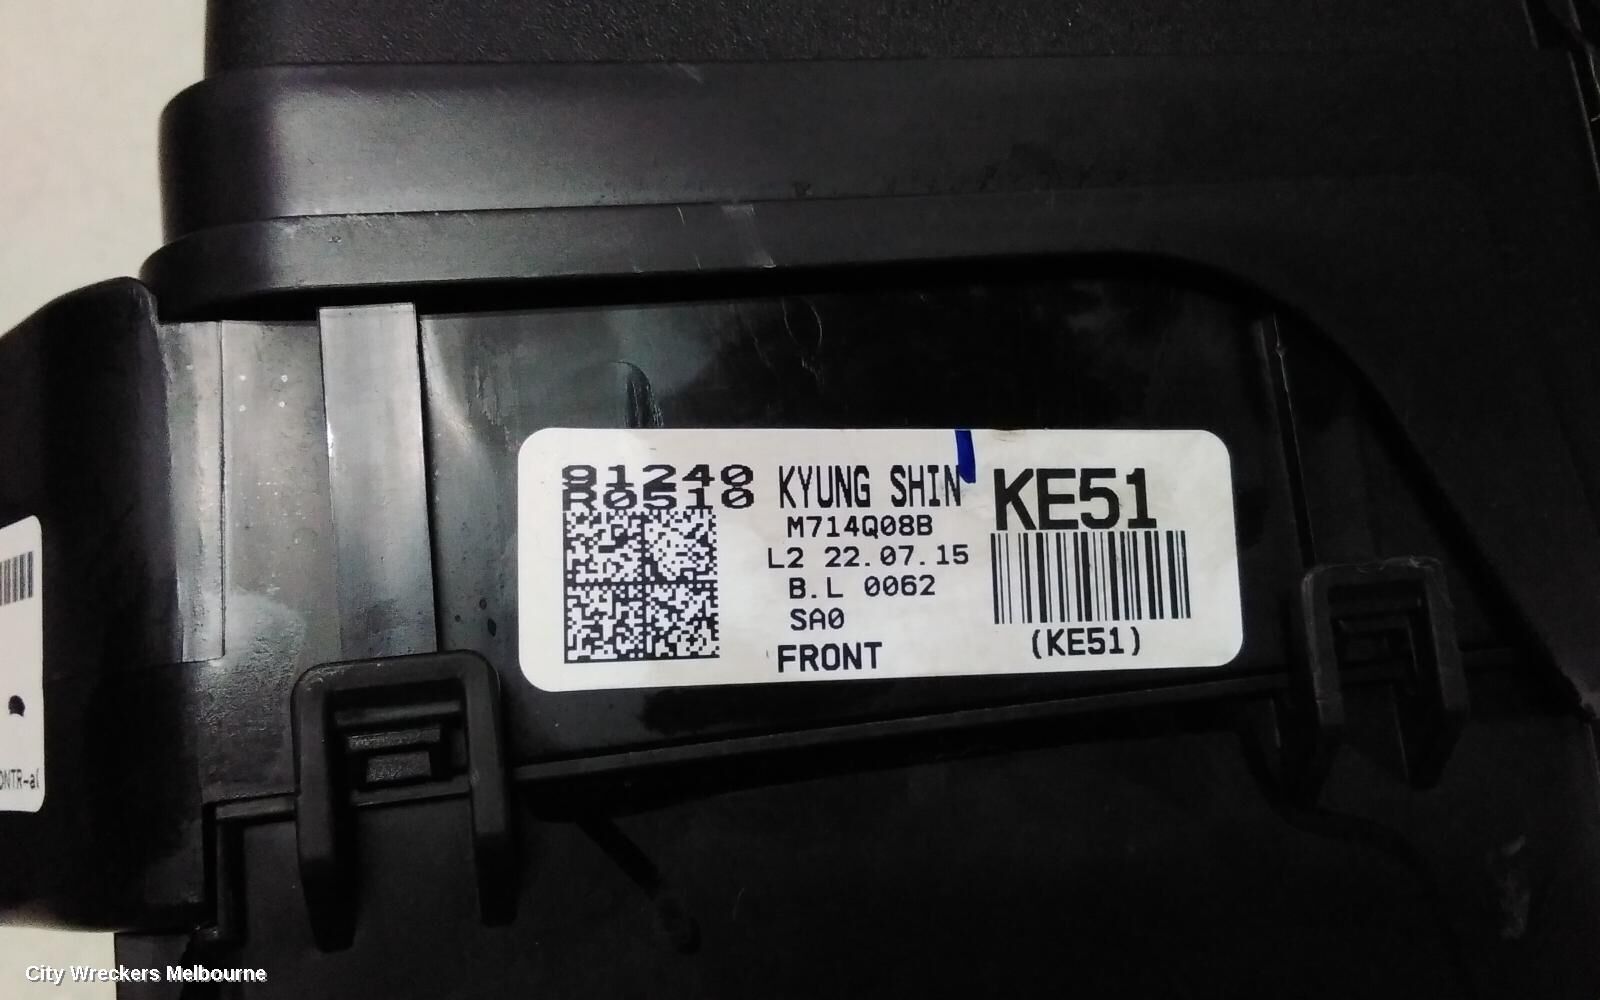 91240
R0510
KYUNG SHIN
M714Q08B
L2 22.07.15
B.L 0062
SA0
FRONT
KE51
(KE51)
City Wreckers Melbourne